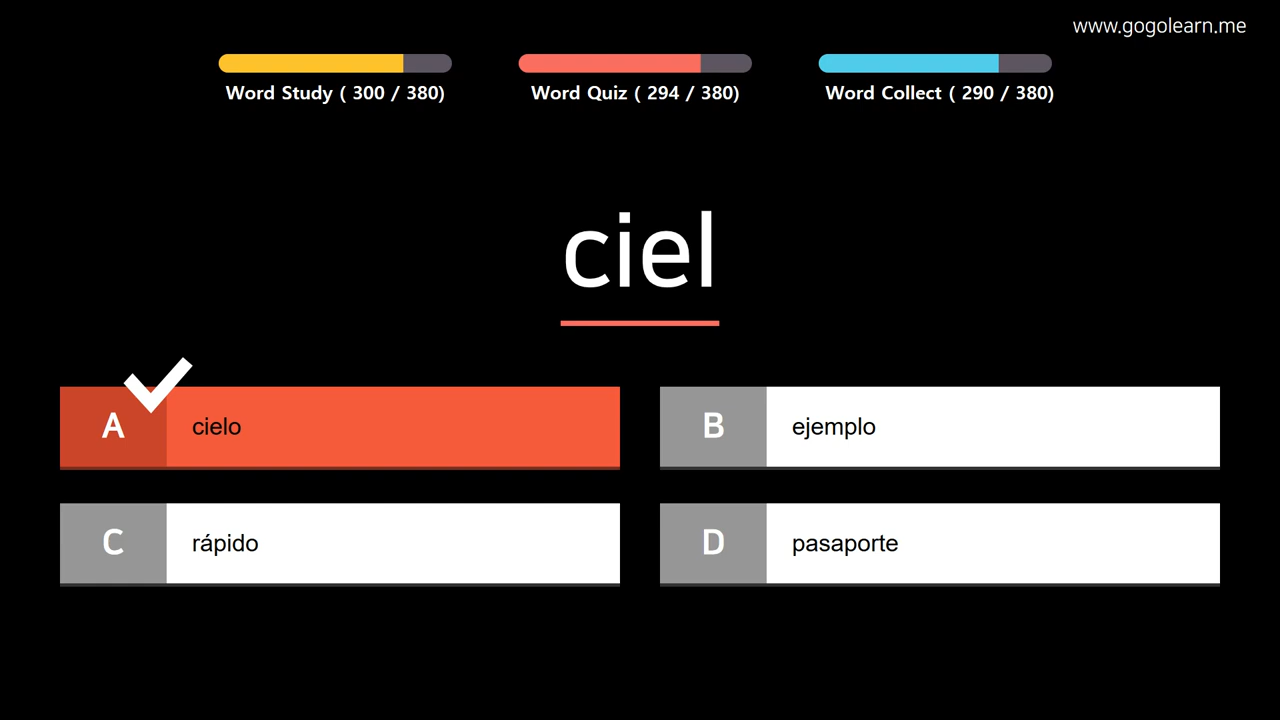 www.gogolearn.me
Word Study ( 300 / 380)
Word Quiz ( 294 / 380)
Word Collect ( 290 / 380)
ciel
A cielo
B ejemplo
C rápido
D pasaporte